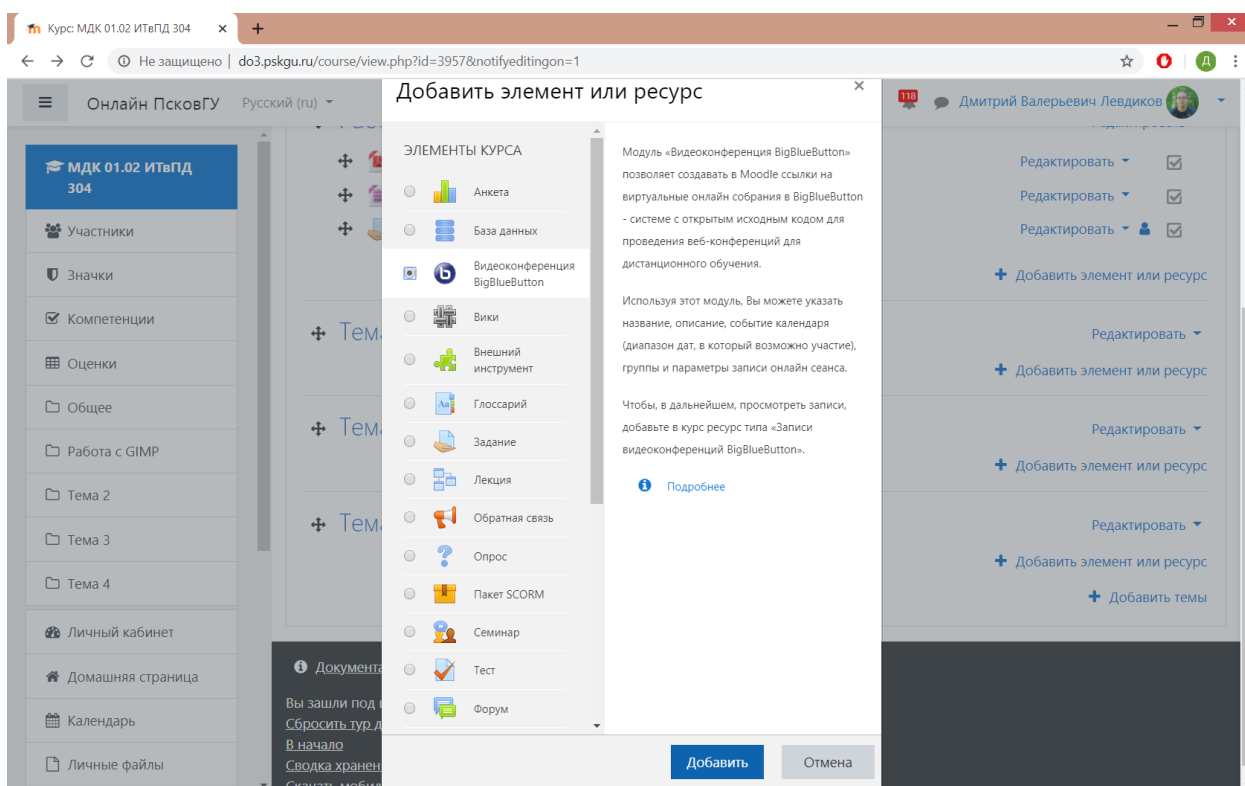 Курс: МДК 01.02 ИТвПД 304
Не защищено | do3.pskgu.ru/course/view.php?id=3957&notifyeditingon=1
Д
Онлайн ПсковГУ
Русский (ru)
118
Дмитрий Валерьевич Левдиков
МДК 01.02 ИТвПД
304
Участники
Значки
Компетенции
Оценки
Общее
Работа с GIMP
Тема 2
Тема 3
Тема 4
Личный кабинет
Домашняя страница
Календарь
Личные файлы
Добавить элемент или ресурс
ЭЛЕМЕНТЫ КУРСА
Анкета
База данных
Видеоконференция
BigBlueButton
Вики
Внешний
инструмент
Глоссарий
Задание
Лекция
Обратная связь
Опрос
Пакет SCORM
Семинар
Тест
Форум
Модуль «Видеоконференция BigBlueButton»
позволяет создавать в Moodle ссылки на
виртуальные онлайн собрания в BigBlueButton
- системе с открытым исходным кодом для
проведения веб-конференций для
дистанционного обучения.
Используя этот модуль, Вы можете указать
название, описание, событие календаря
(диапазон дат, в который возможно участие),
группы и параметры записи онлайн сеанса.
Чтобы, в дальнейшем, просмотреть записи,
добавьте в курс ресурс типа «Записи
видеоконференций BigBlueButton».
Подробнее
Добавить
Отмена
Редактировать
Редактировать
Редактировать
Добавить элемент или ресурс
Редактировать
Добавить элемент или ресурс
Редактировать
Добавить элемент или ресурс
Редактировать
Добавить элемент или ресурс
Добавить темы
Вы зашли под
Сбросить тур
В начало
Сводка